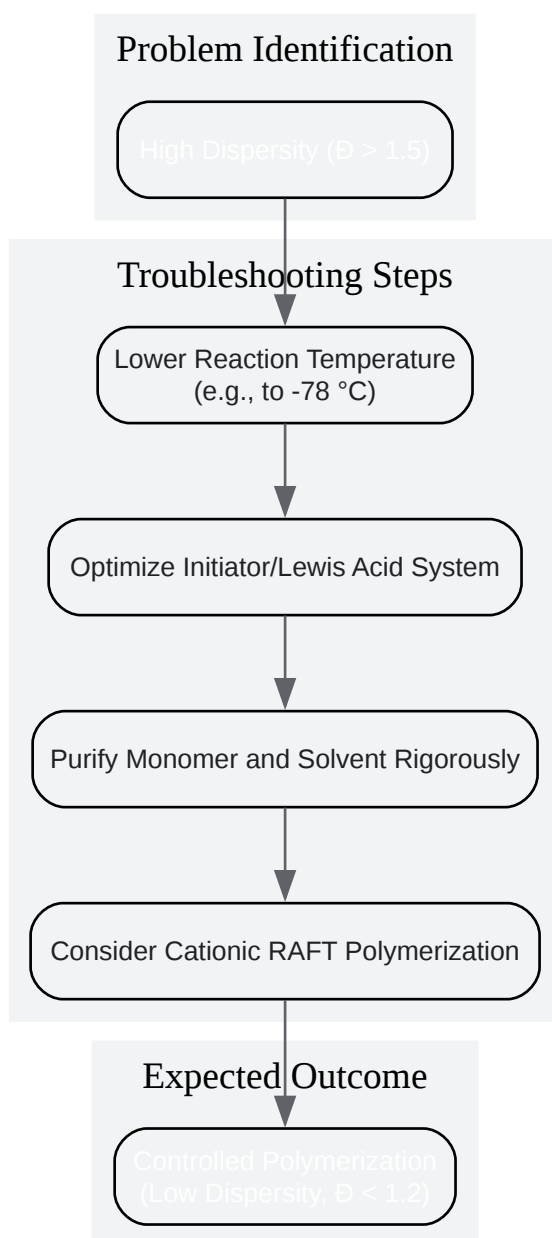 Problem Identification
High Dispersity (Đ > 1.5)
Troubleshooting Steps
Lower Reaction Temperature
(e.g., to -78 °C)
Optimize Initiator/Lewis Acid System
Purify Monomer and Solvent Rigorously
Consider Cationic RAFT Polymerization
Expected Outcome
Controlled Polymerization
(Low Dispersity, Đ < 1.2)